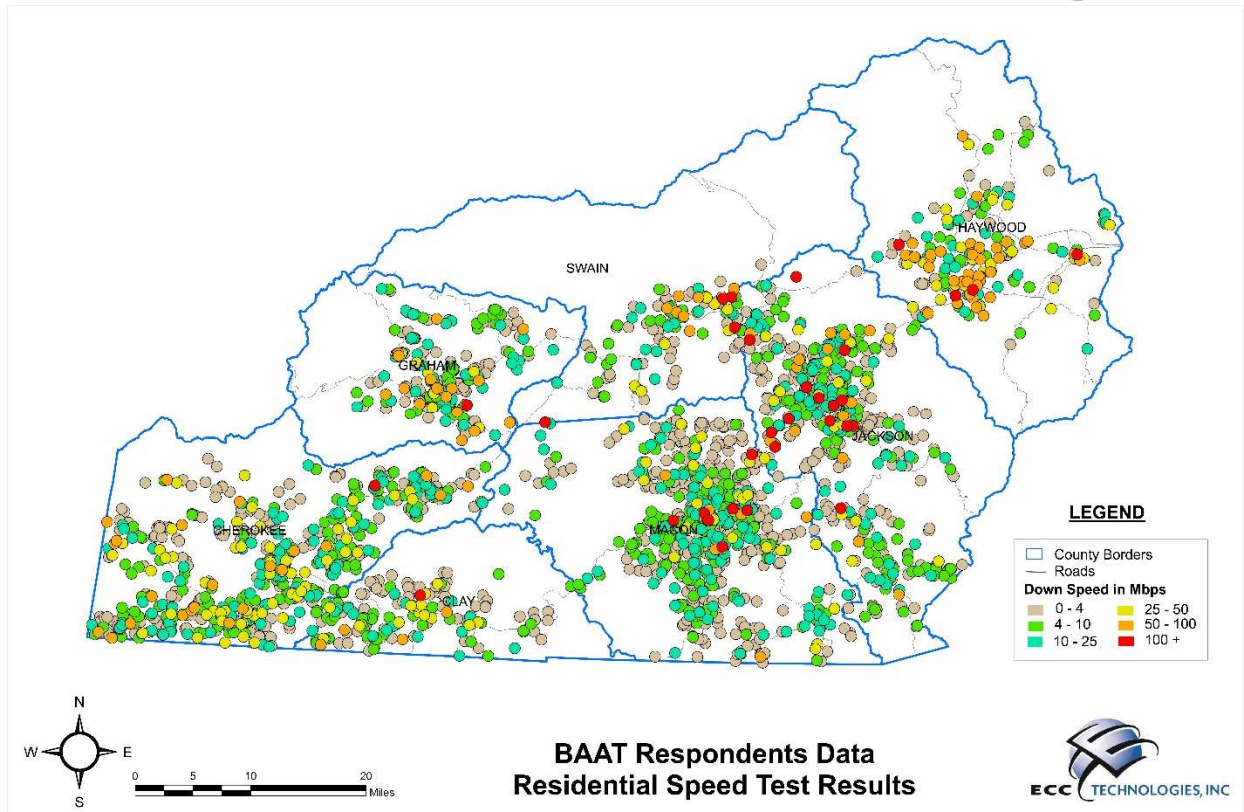 HAYWOOD
SWAIN
GRAHAM
JACKSON
MACON
CHEROKEE
CLAY
LEGEND
County Borders
Roads
Down Speed in Mbps
0 - 4
25 - 50
4 - 10
50 - 100
10 - 25
100 +
N
W
E
S
0
5
10
20
Miles
BAAT Respondents Data
Residential Speed Test Results
ECC TECHNOLOGIES, INC